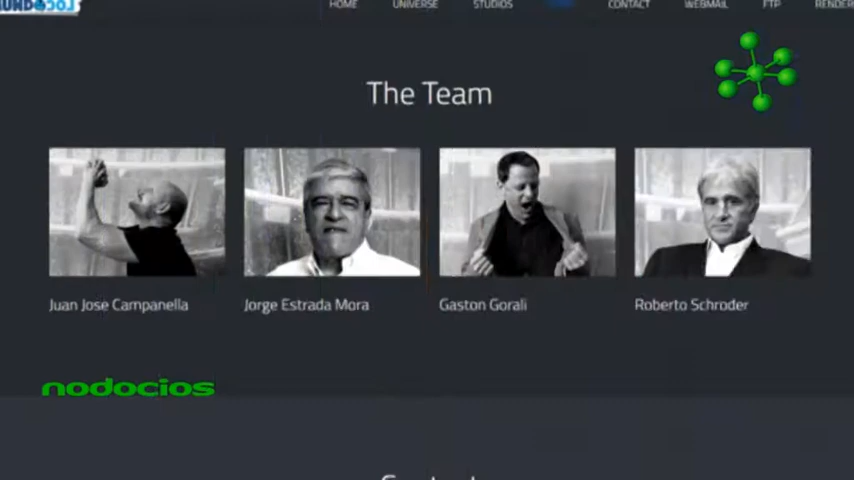 HOME UNIVERSE STUDIOS CONTACT WEBMAIL FTP
The Team
Juan Jose Campanella Jorge Estrada Mora Gaston Gorali Roberto Schroder
nodocios